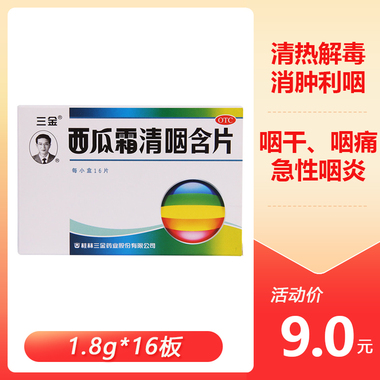 清热解毒
消肿利咽
咽干、咽痛
急性咽炎
三金®
OTC
西瓜霜清咽含片
每小盒16片
桂林三金药业股份有限公司
1.8g*16板
活动价
9.0元